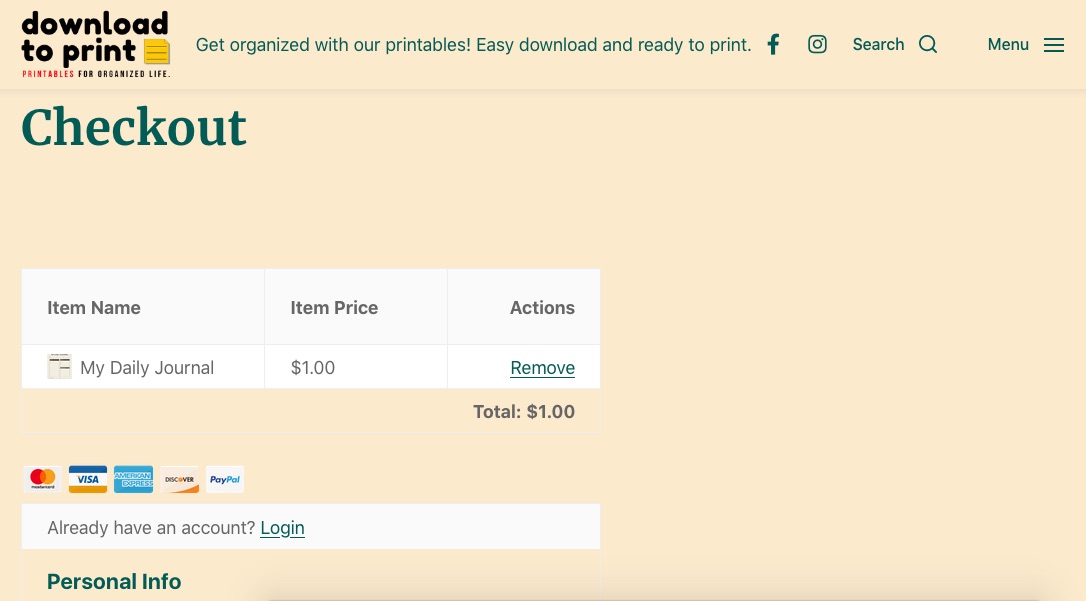 download
to print
PRINTABLES FOR ORGANIZED LIFE.
Get organized with our printables! Easy download and ready to print.
Search
Menu
Checkout
Item Name Item Price Actions
My Daily Journal $1.00 Remove
Total: $1.00
mastercard VISA AMERICAN EXPRESS DISCOVER PayPal
Already have an account? Login
Personal Info